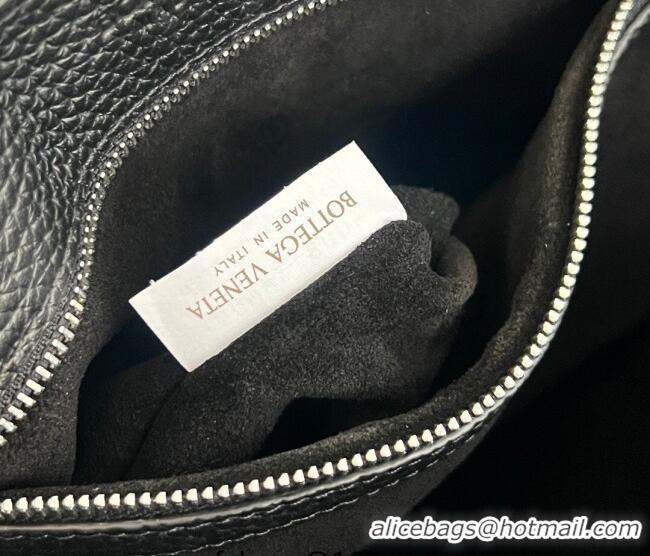 BOTTEGA VENETA
MADE IN ITALY
alicebags@hotmail.com